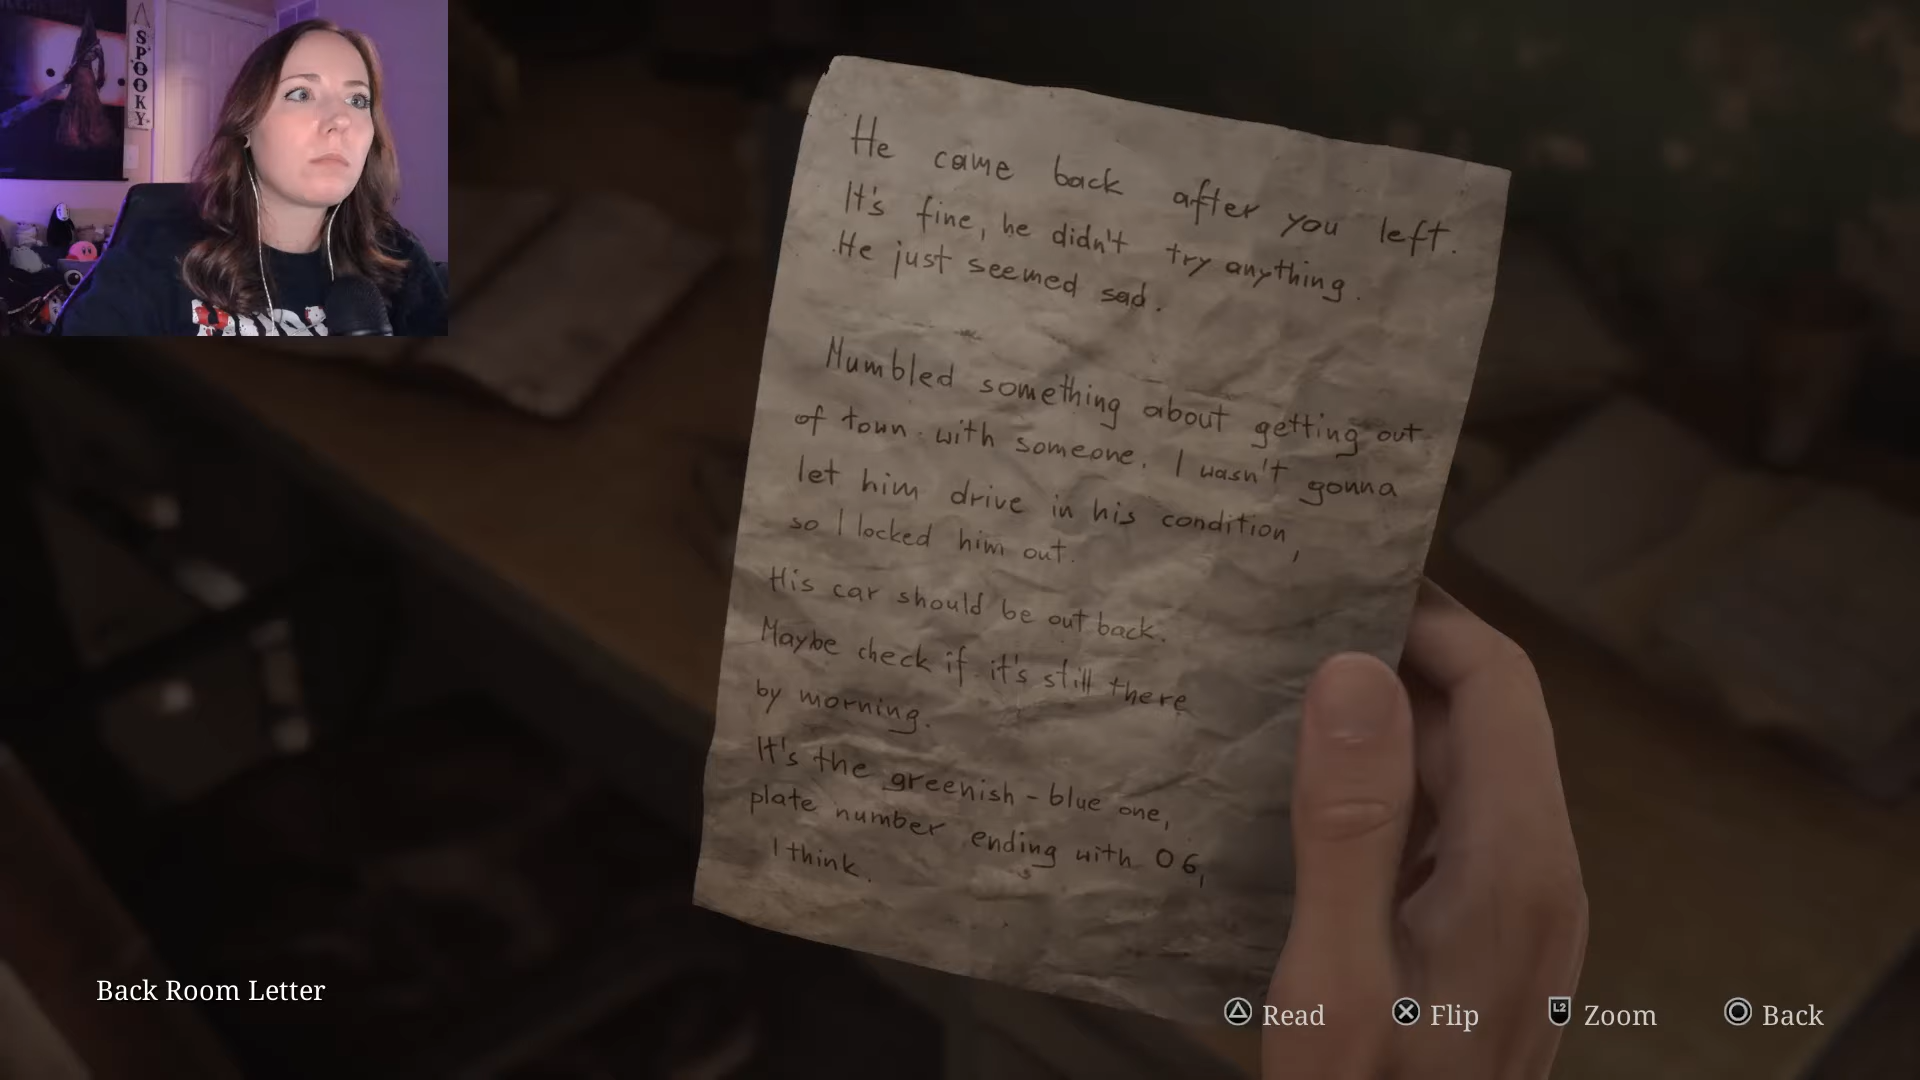 SPOOKY
He came back after you left.
It's fine, he didn't try anything.
He just seemed sad.
Mumbled something about getting out
of town with someone. I wasn't gonna
let him drive in his condition,
so I locked him out.
His car should be out back.
Maybe check if it's still there
by morning.
It's the greenish-blue one,
plate number ending with 06,
I think.
Back Room Letter
Read
Flip
L2 Zoom
Back